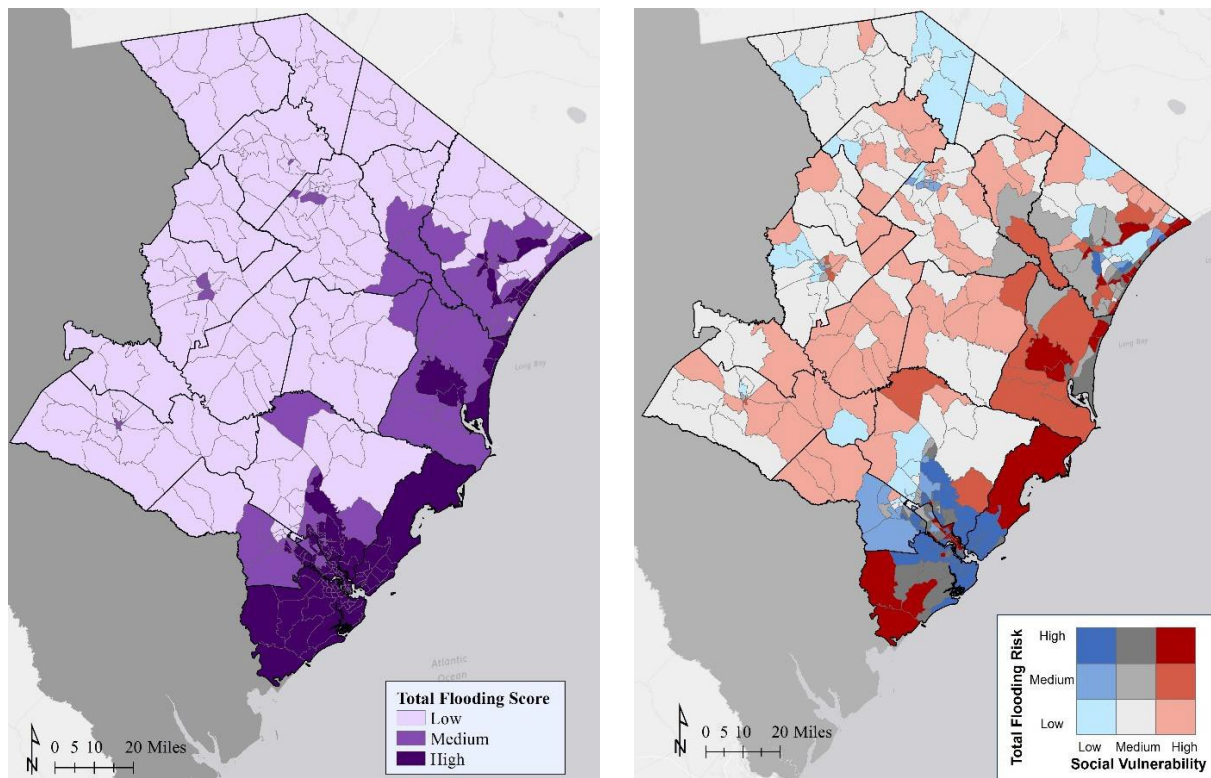 Long Bay
Atlantic
Ocean
Total Flooding Score
Low
Medium
High
N
0 5 10 20 Miles
Long Bay
Total Flooding Risk
High
Medium
Low
Low Medium High
Social Vulnerability
N
0 5 10 20 Miles